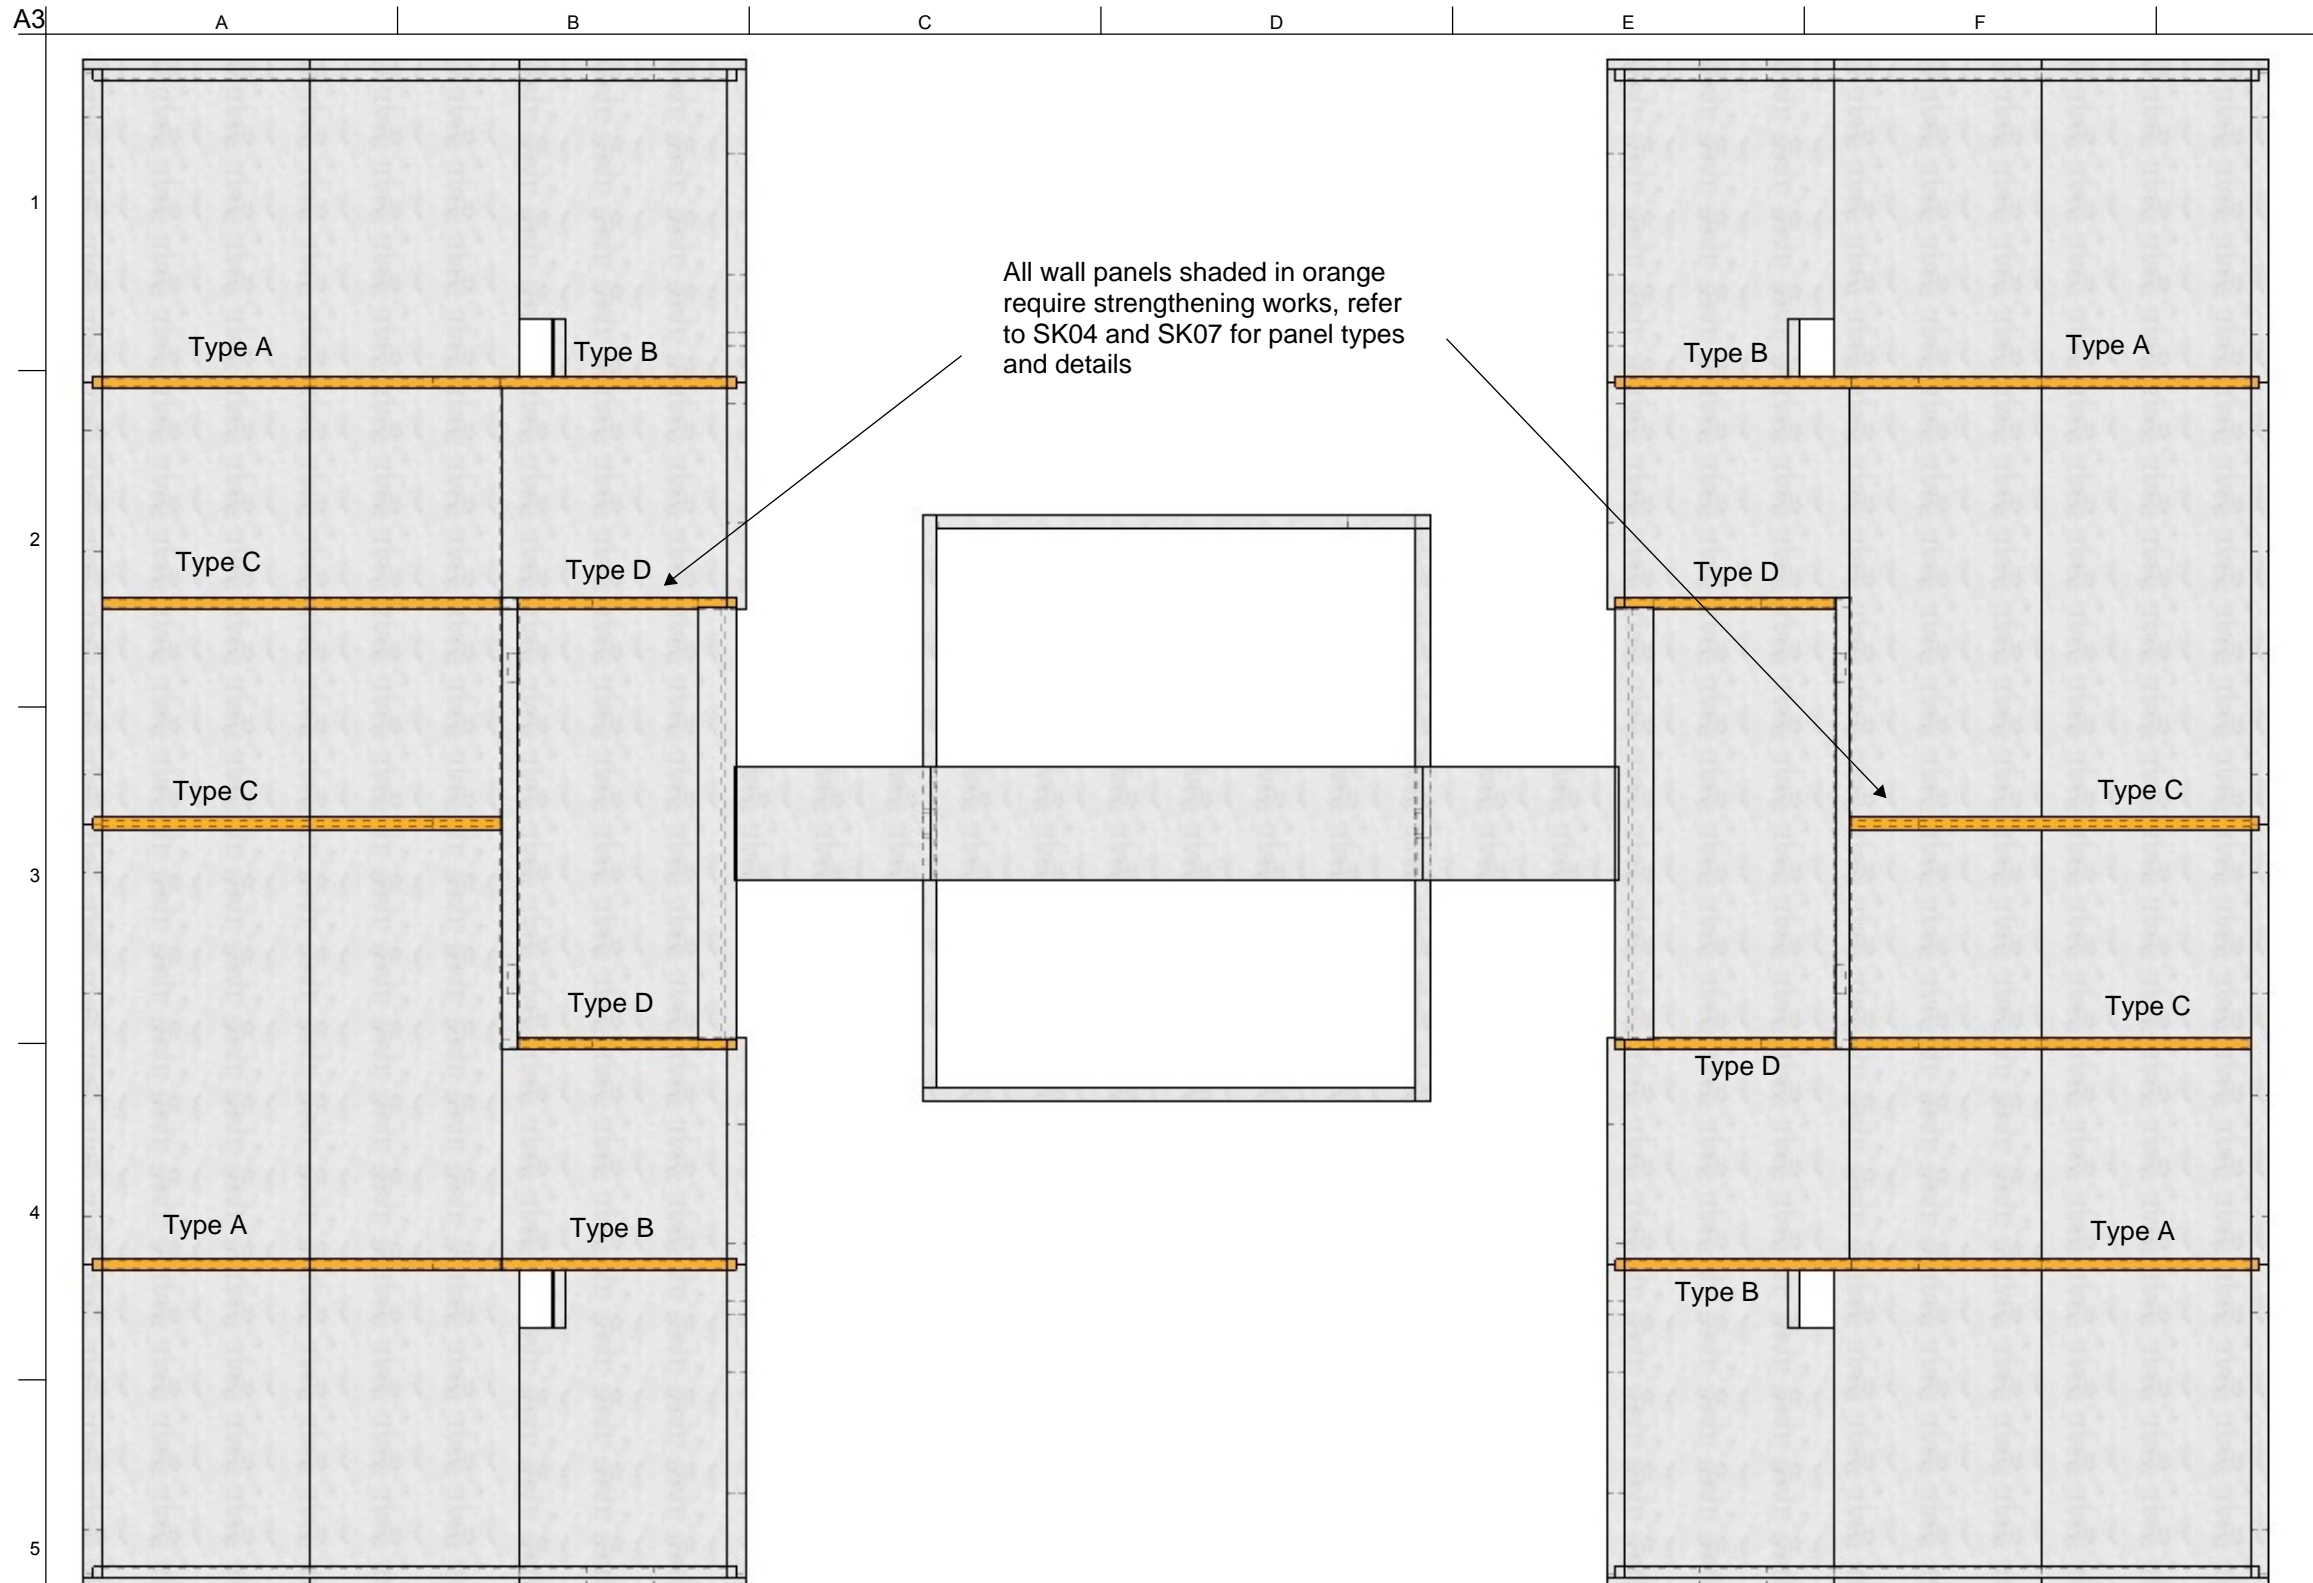 A3
A B C D E F
1
All wall panels shaded in orange
require strengthening works, refer
to SK04 and SK07 for panel types
and details
Type A Type B Type B Type A
2
Type C Type D Type D
Type C Type C
3
Type D Type C
Type D
4
Type A Type B Type A
Type B
5